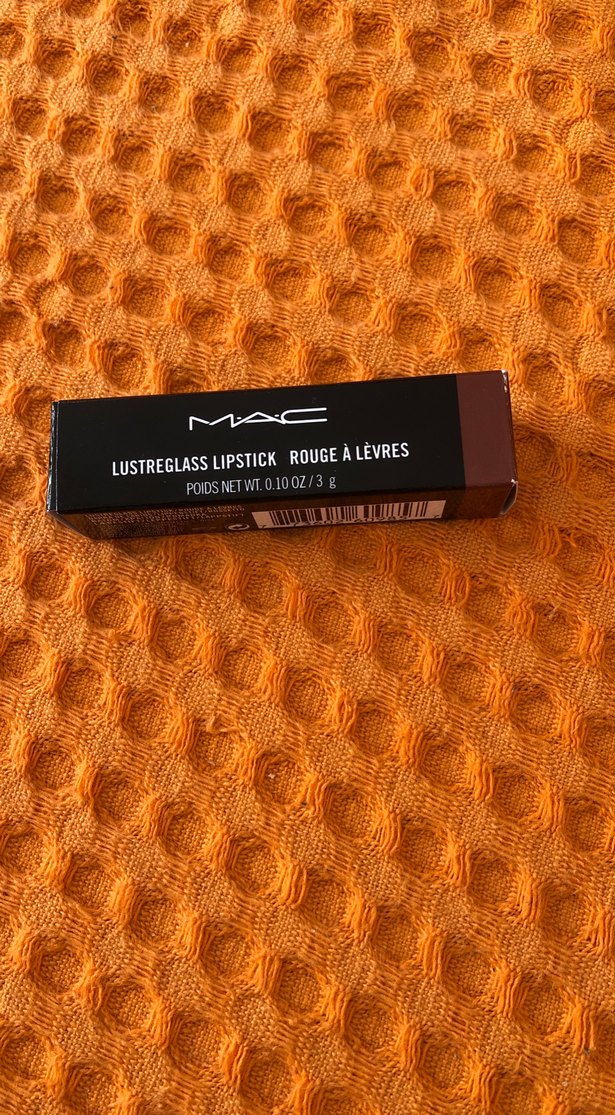 M·A·C
LUSTREGLASS LIPSTICK ROUGE À LÈVRES
POIDS NET WT. 0.10 OZ / 3 g